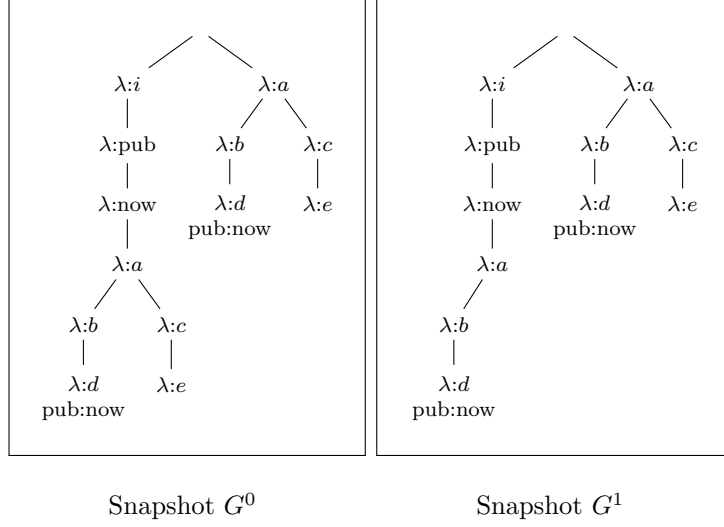 λ:i λ:a
λ:pub λ:b λ:c
λ:now λ:d λ:e
pub:now
λ:a
λ:b λ:c
λ:d λ:e
pub:now
Snapshot G⁰
λ:i λ:a
λ:pub λ:b λ:c
λ:now λ:d λ:e
pub:now
λ:a
λ:b
λ:d
pub:now
Snapshot G¹